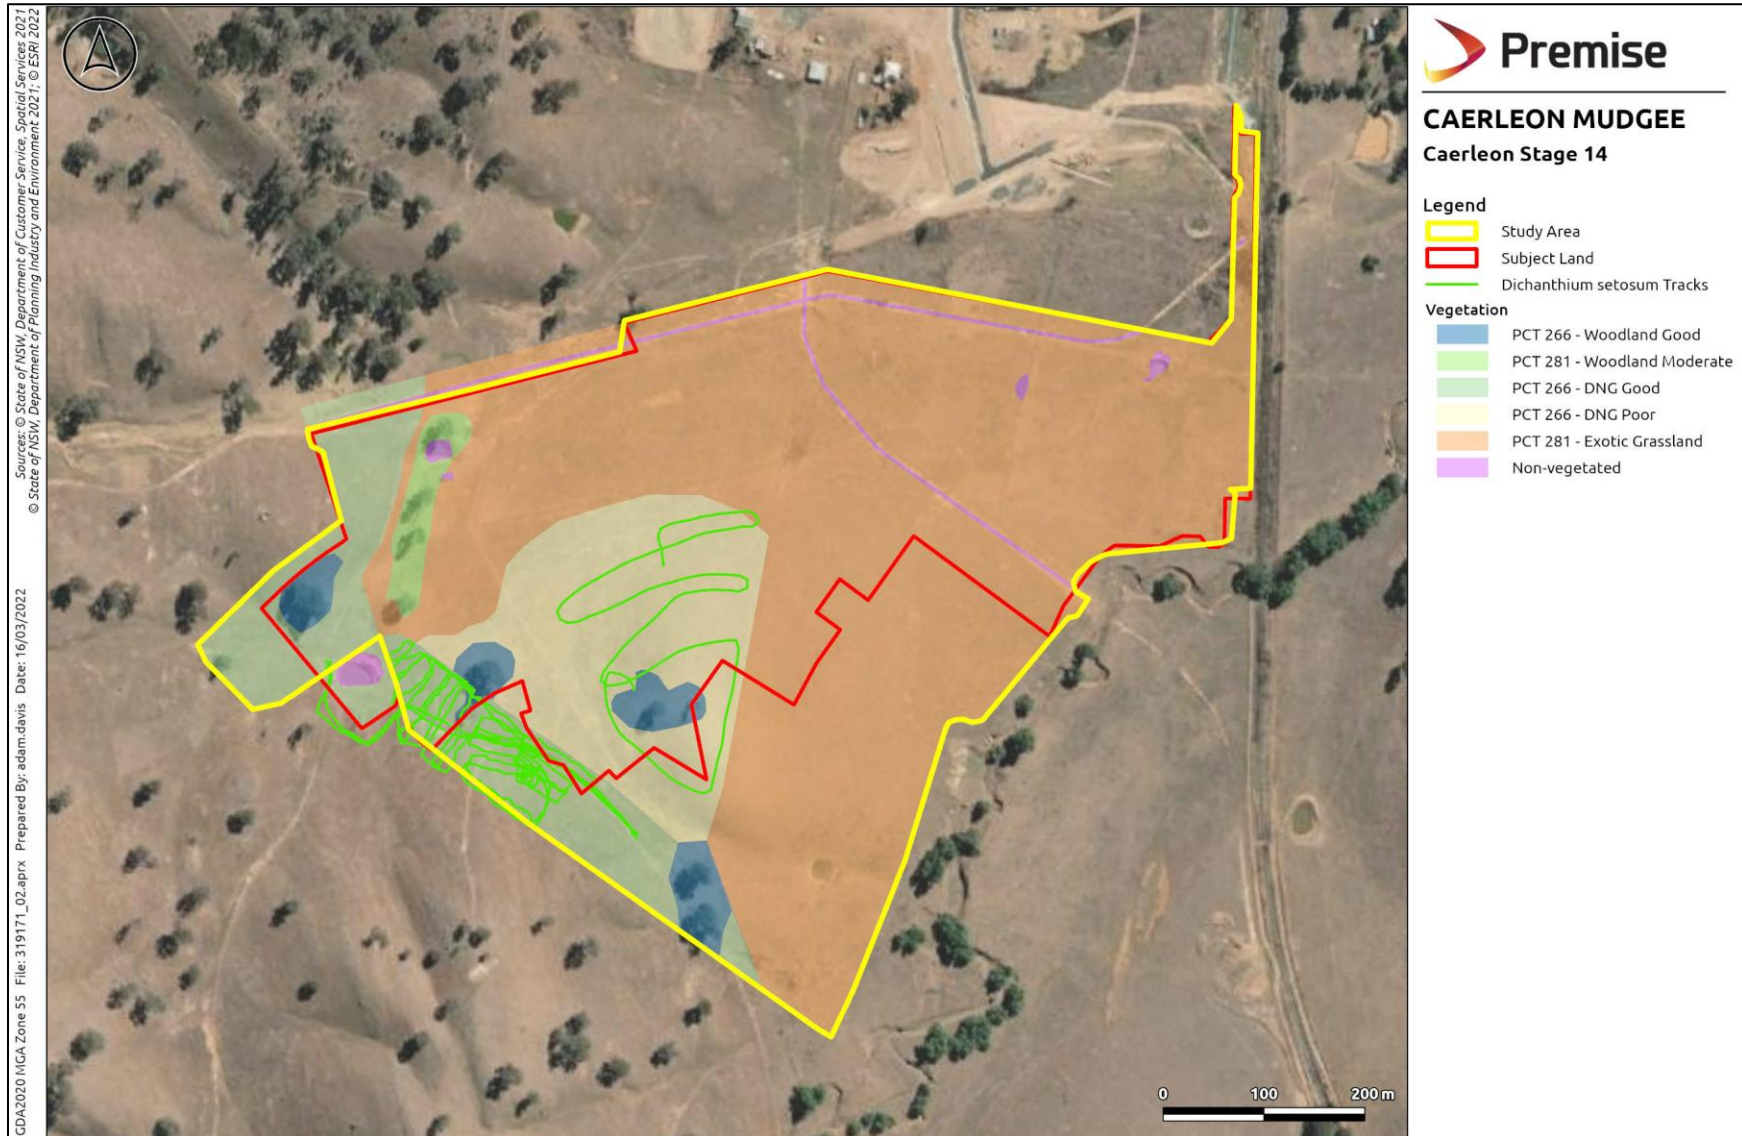 Sources: © State of NSW, Department of Customer Service, Spatial Services 2021
© State of NSW, Department of Planning Industry and Environment 2021; © ESRI 2022
GDA2020 MGA Zone 55 File: 319171_02.aprx Prepared By: adam.davis Date: 16/03/2022
Premise
CAERLEON MUDGEE
Caerleon Stage 14
Legend
Study Area
Subject Land
Dichanthium setosum Tracks
Vegetation
PCT 266 - Woodland Good
PCT 281 - Woodland Moderate
PCT 266 - DNG Good
PCT 266 - DNG Poor
PCT 281 - Exotic Grassland
Non-vegetated
0 100 200 m